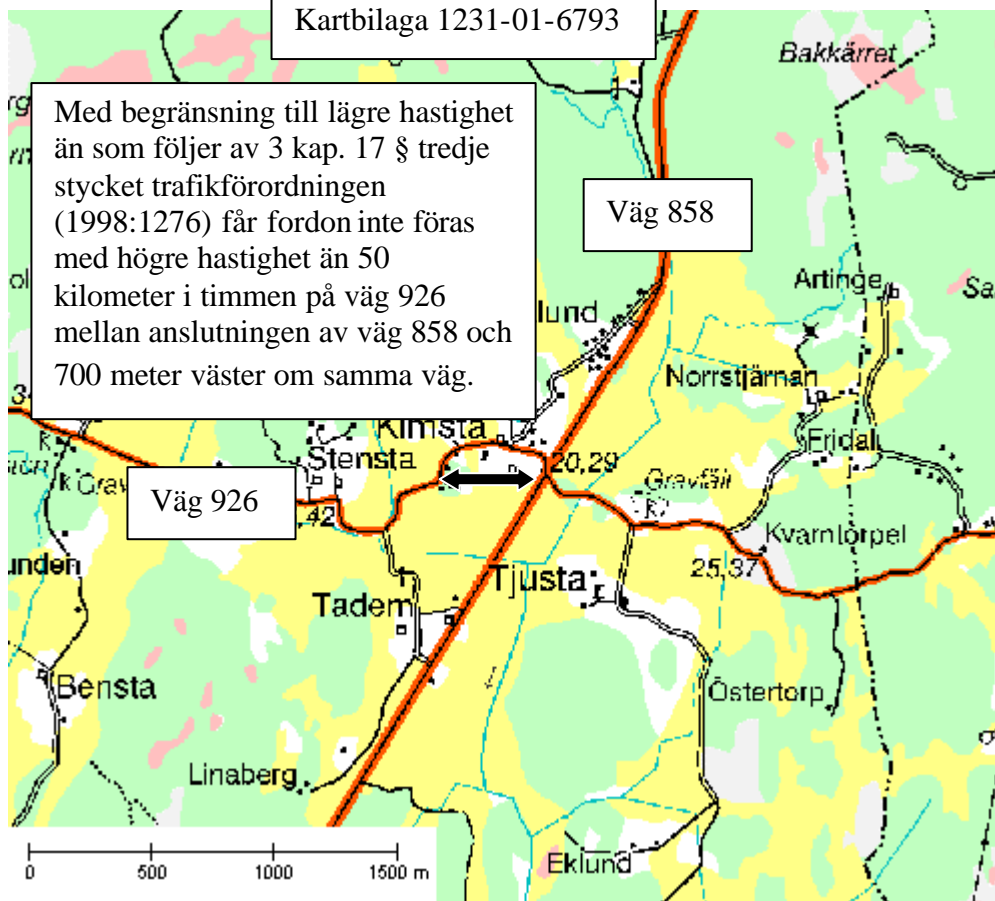 Kartbilaga 1231-01-6793
Bakkärret
Med begränsning till lägre hastighet
än som följer av 3 kap. 17 § tredje
stycket trafikförordningen
(1998:1276) får fordon inte föras
med högre hastighet än 50
kilometer i timmen på väg 926
mellan anslutningen av väg 858 och
700 meter väster om samma väg.
Väg 858
Artinge
lund
Norrstjärnan
Kimsta
Fridal
Stensta
20,29
Gravfält
Väg 926
42
Kvarntorpet
25,37
unden
Tjusta
Tadem
Bensta
Östertorp
Linaberg
Eklund
0 500 1000 1500 m